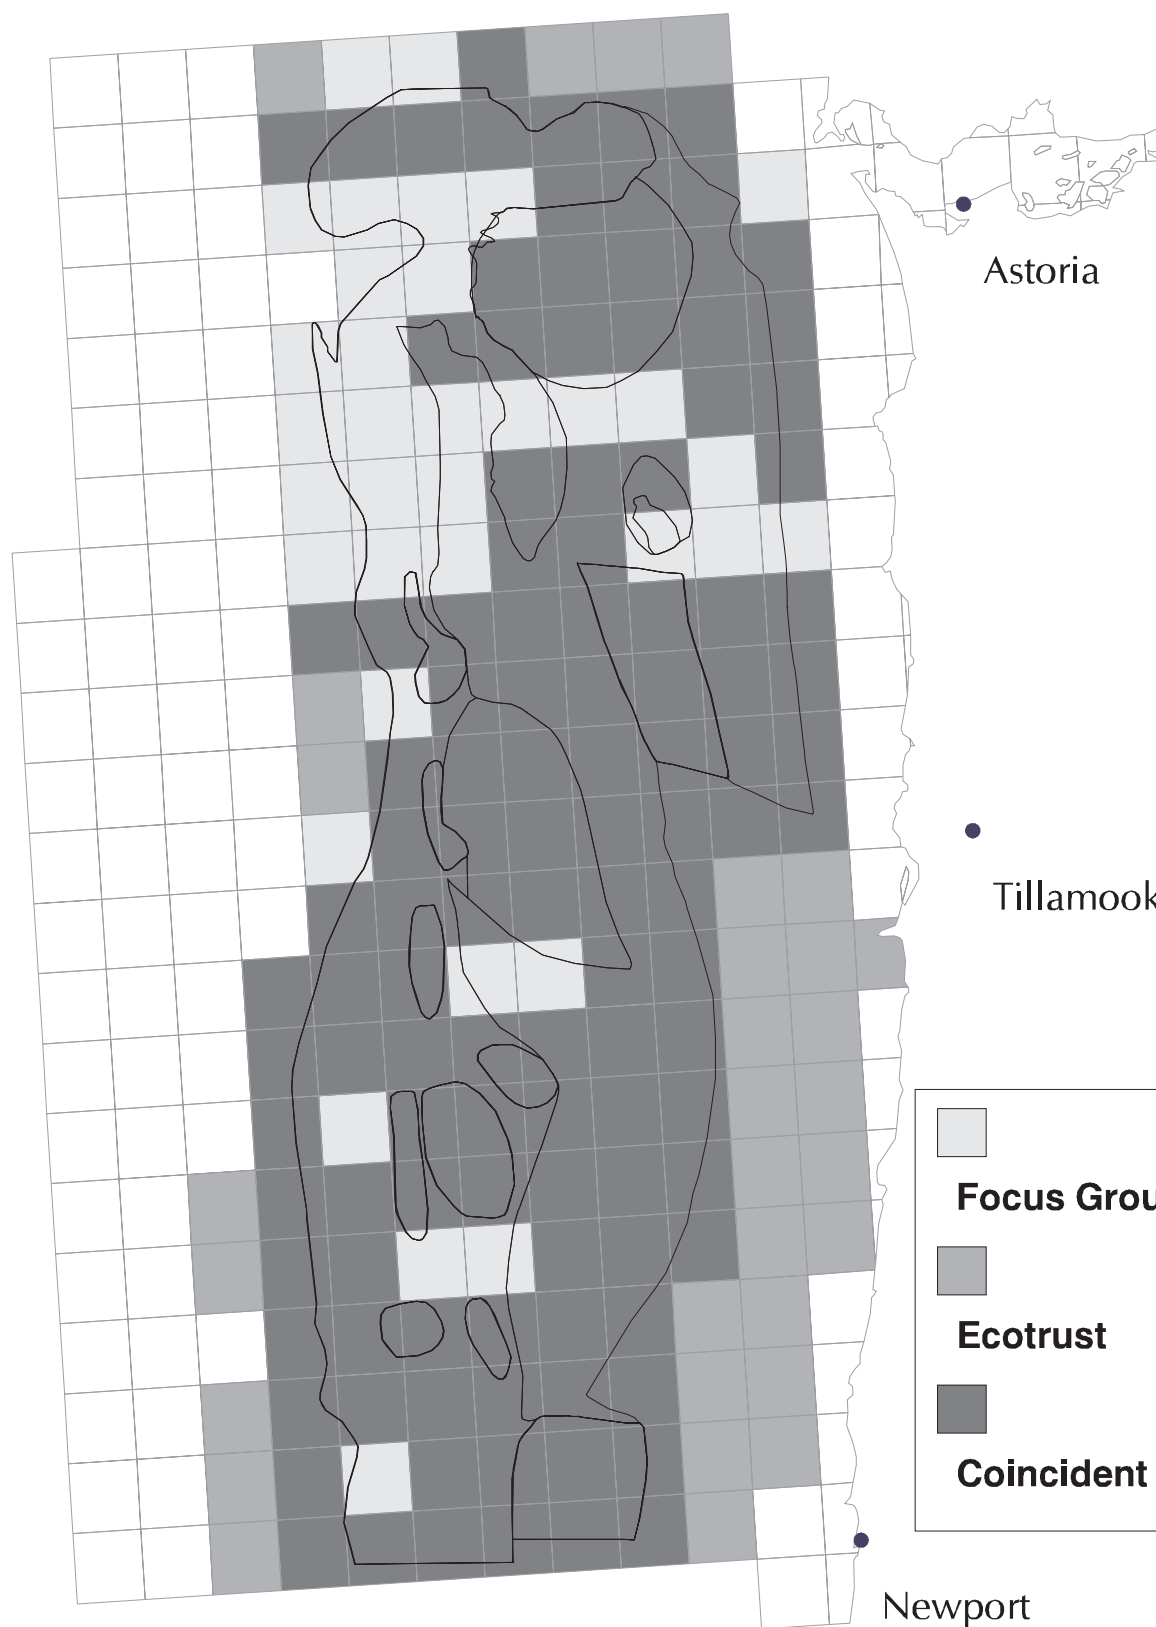 Astoria
Tillamook
Focus Grou
Ecotrust
Coincident
Newport